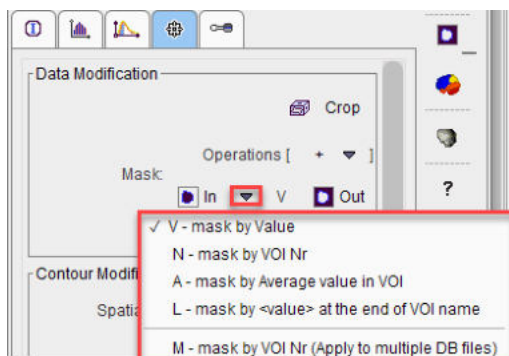 Data Modification
Crop
Operations [ + ]
Mask:
In V Out
?
✓ V - mask by Value
N - mask by VOI Nr
A - mask by Average value in VOI
L - mask by <value> at the end of VOI name
M - mask by VOI Nr (Apply to multiple DB files)
Contour Modifi
Spatia